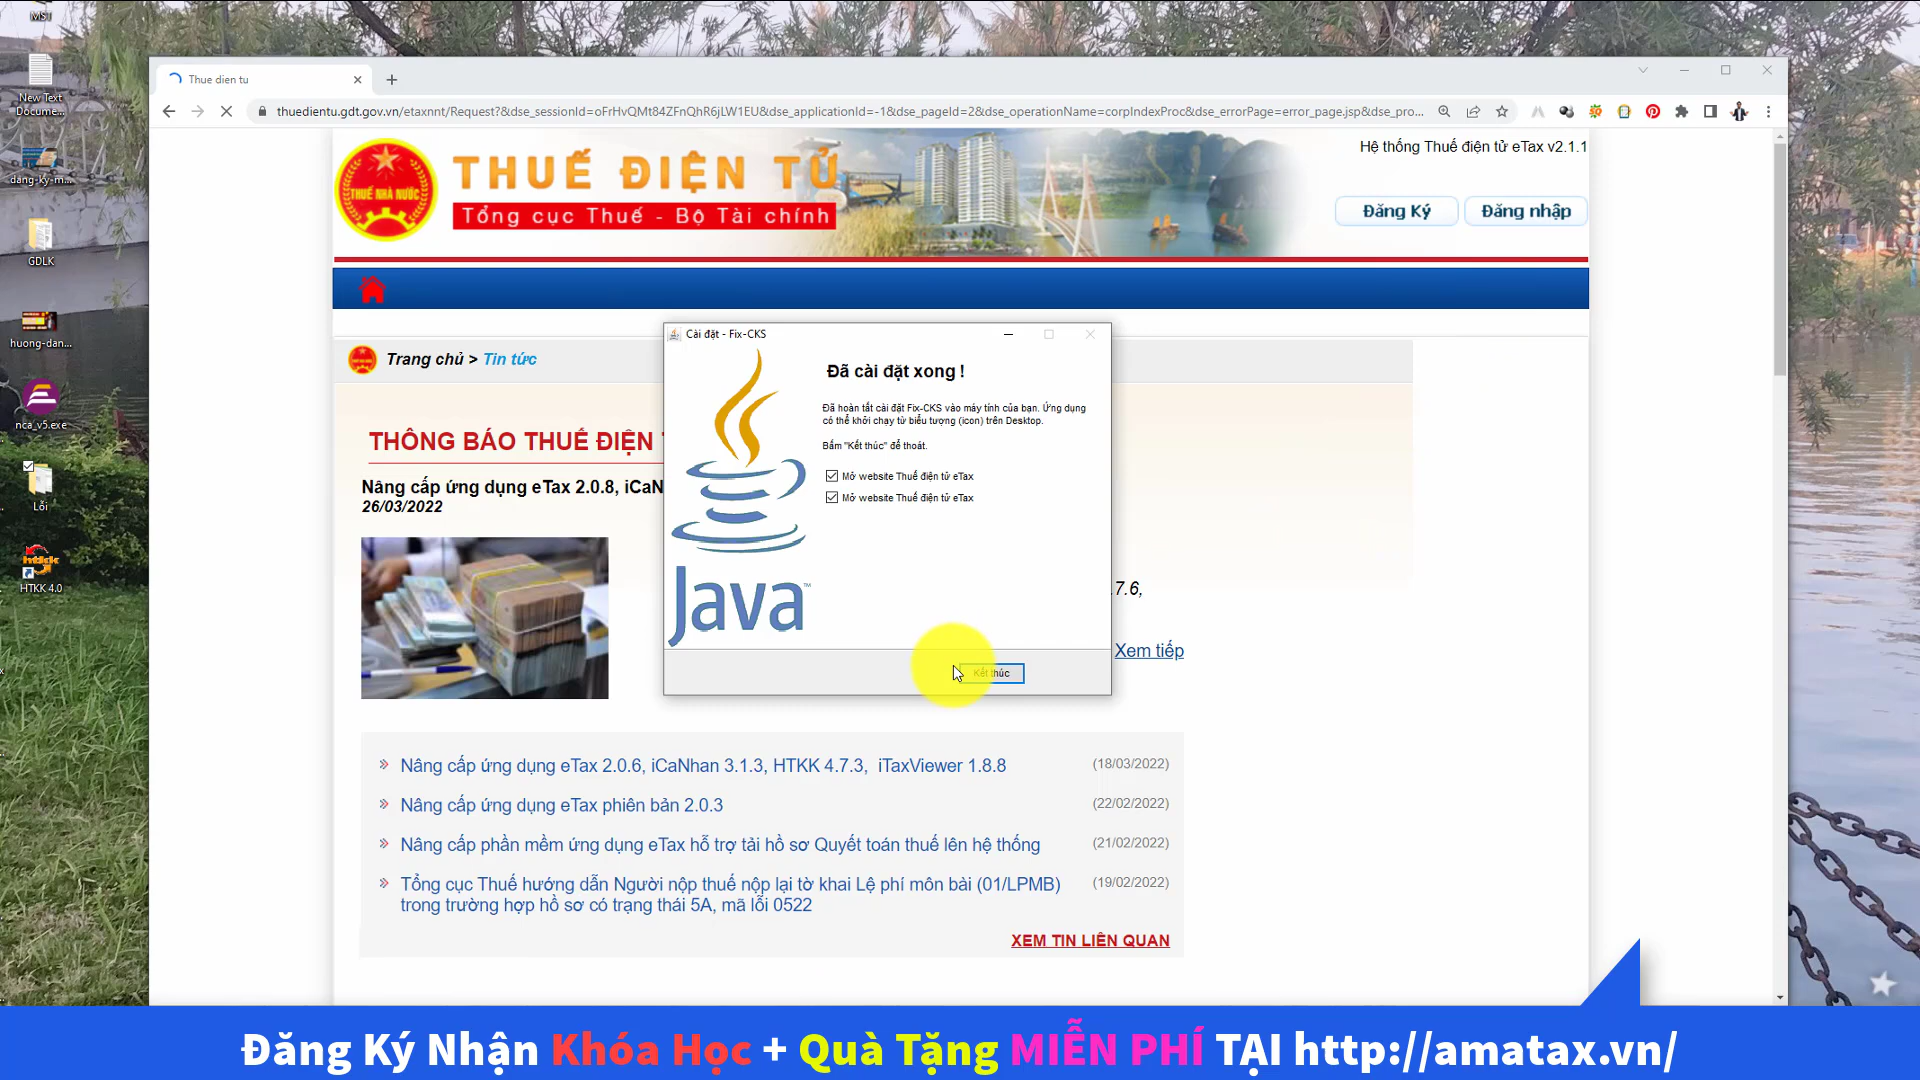 MST
New Text
Docume...
dang-ky-m...
GDLK
huong-dan...
nca_v5.exe
Lỗi
HTKK 4.0
Thue dien tu
thuedientu.gdt.gov.vn/etaxnnt/Request?&dse_sessionId=oFrHvQMt84ZFnQhR6jLW1EU&dse_applicationId=-1&dse_pageId=2&dse_operationName=corpIndexProc&dse_errorPage=error_page.jsp&dse_pro...
THUẾ NHÀ NƯỚC
THUẾ ĐIỆN TỬ
Tổng cục Thuế - Bộ Tài chính
Hệ thống Thuế điện tử eTax v2.1.1
Đăng Ký
Đăng nhập
Trang chủ > Tin tức
THÔNG BÁO THUẾ ĐIỆN
Nâng cấp ứng dụng eTax 2.0.8, iCaN
26/03/2022
.7.6,
Xem tiếp
Cài đặt - Fix-CKS
Đã cài đặt xong !
Đã hoàn tất cài đặt Fix-CKS vào máy tính của bạn. Ứng dụng
có thể khởi chạy từ biểu tượng (icon) trên Desktop.
Bấm "Kết thúc" để thoát.
Mở website Thuế điện tử eTax
Mở website Thuế điện tử eTax
Java™
Kết thúc
Nâng cấp ứng dụng eTax 2.0.6, iCaNhan 3.1.3, HTKK 4.7.3, iTaxViewer 1.8.8 (18/03/2022)
Nâng cấp ứng dụng eTax phiên bản 2.0.3 (22/02/2022)
Nâng cấp phần mềm ứng dụng eTax hỗ trợ tải hồ sơ Quyết toán thuế lên hệ thống (21/02/2022)
Tổng cục Thuế hướng dẫn Người nộp thuế nộp lại tờ khai Lệ phí môn bài (01/LPMB) (19/02/2022)
trong trường hợp hồ sơ có trạng thái 5A, mã lỗi 0522
XEM TIN LIÊN QUAN
Đăng Ký Nhận Khóa Học + Quà Tặng MIỄN PHÍ TẠI http://amatax.vn/